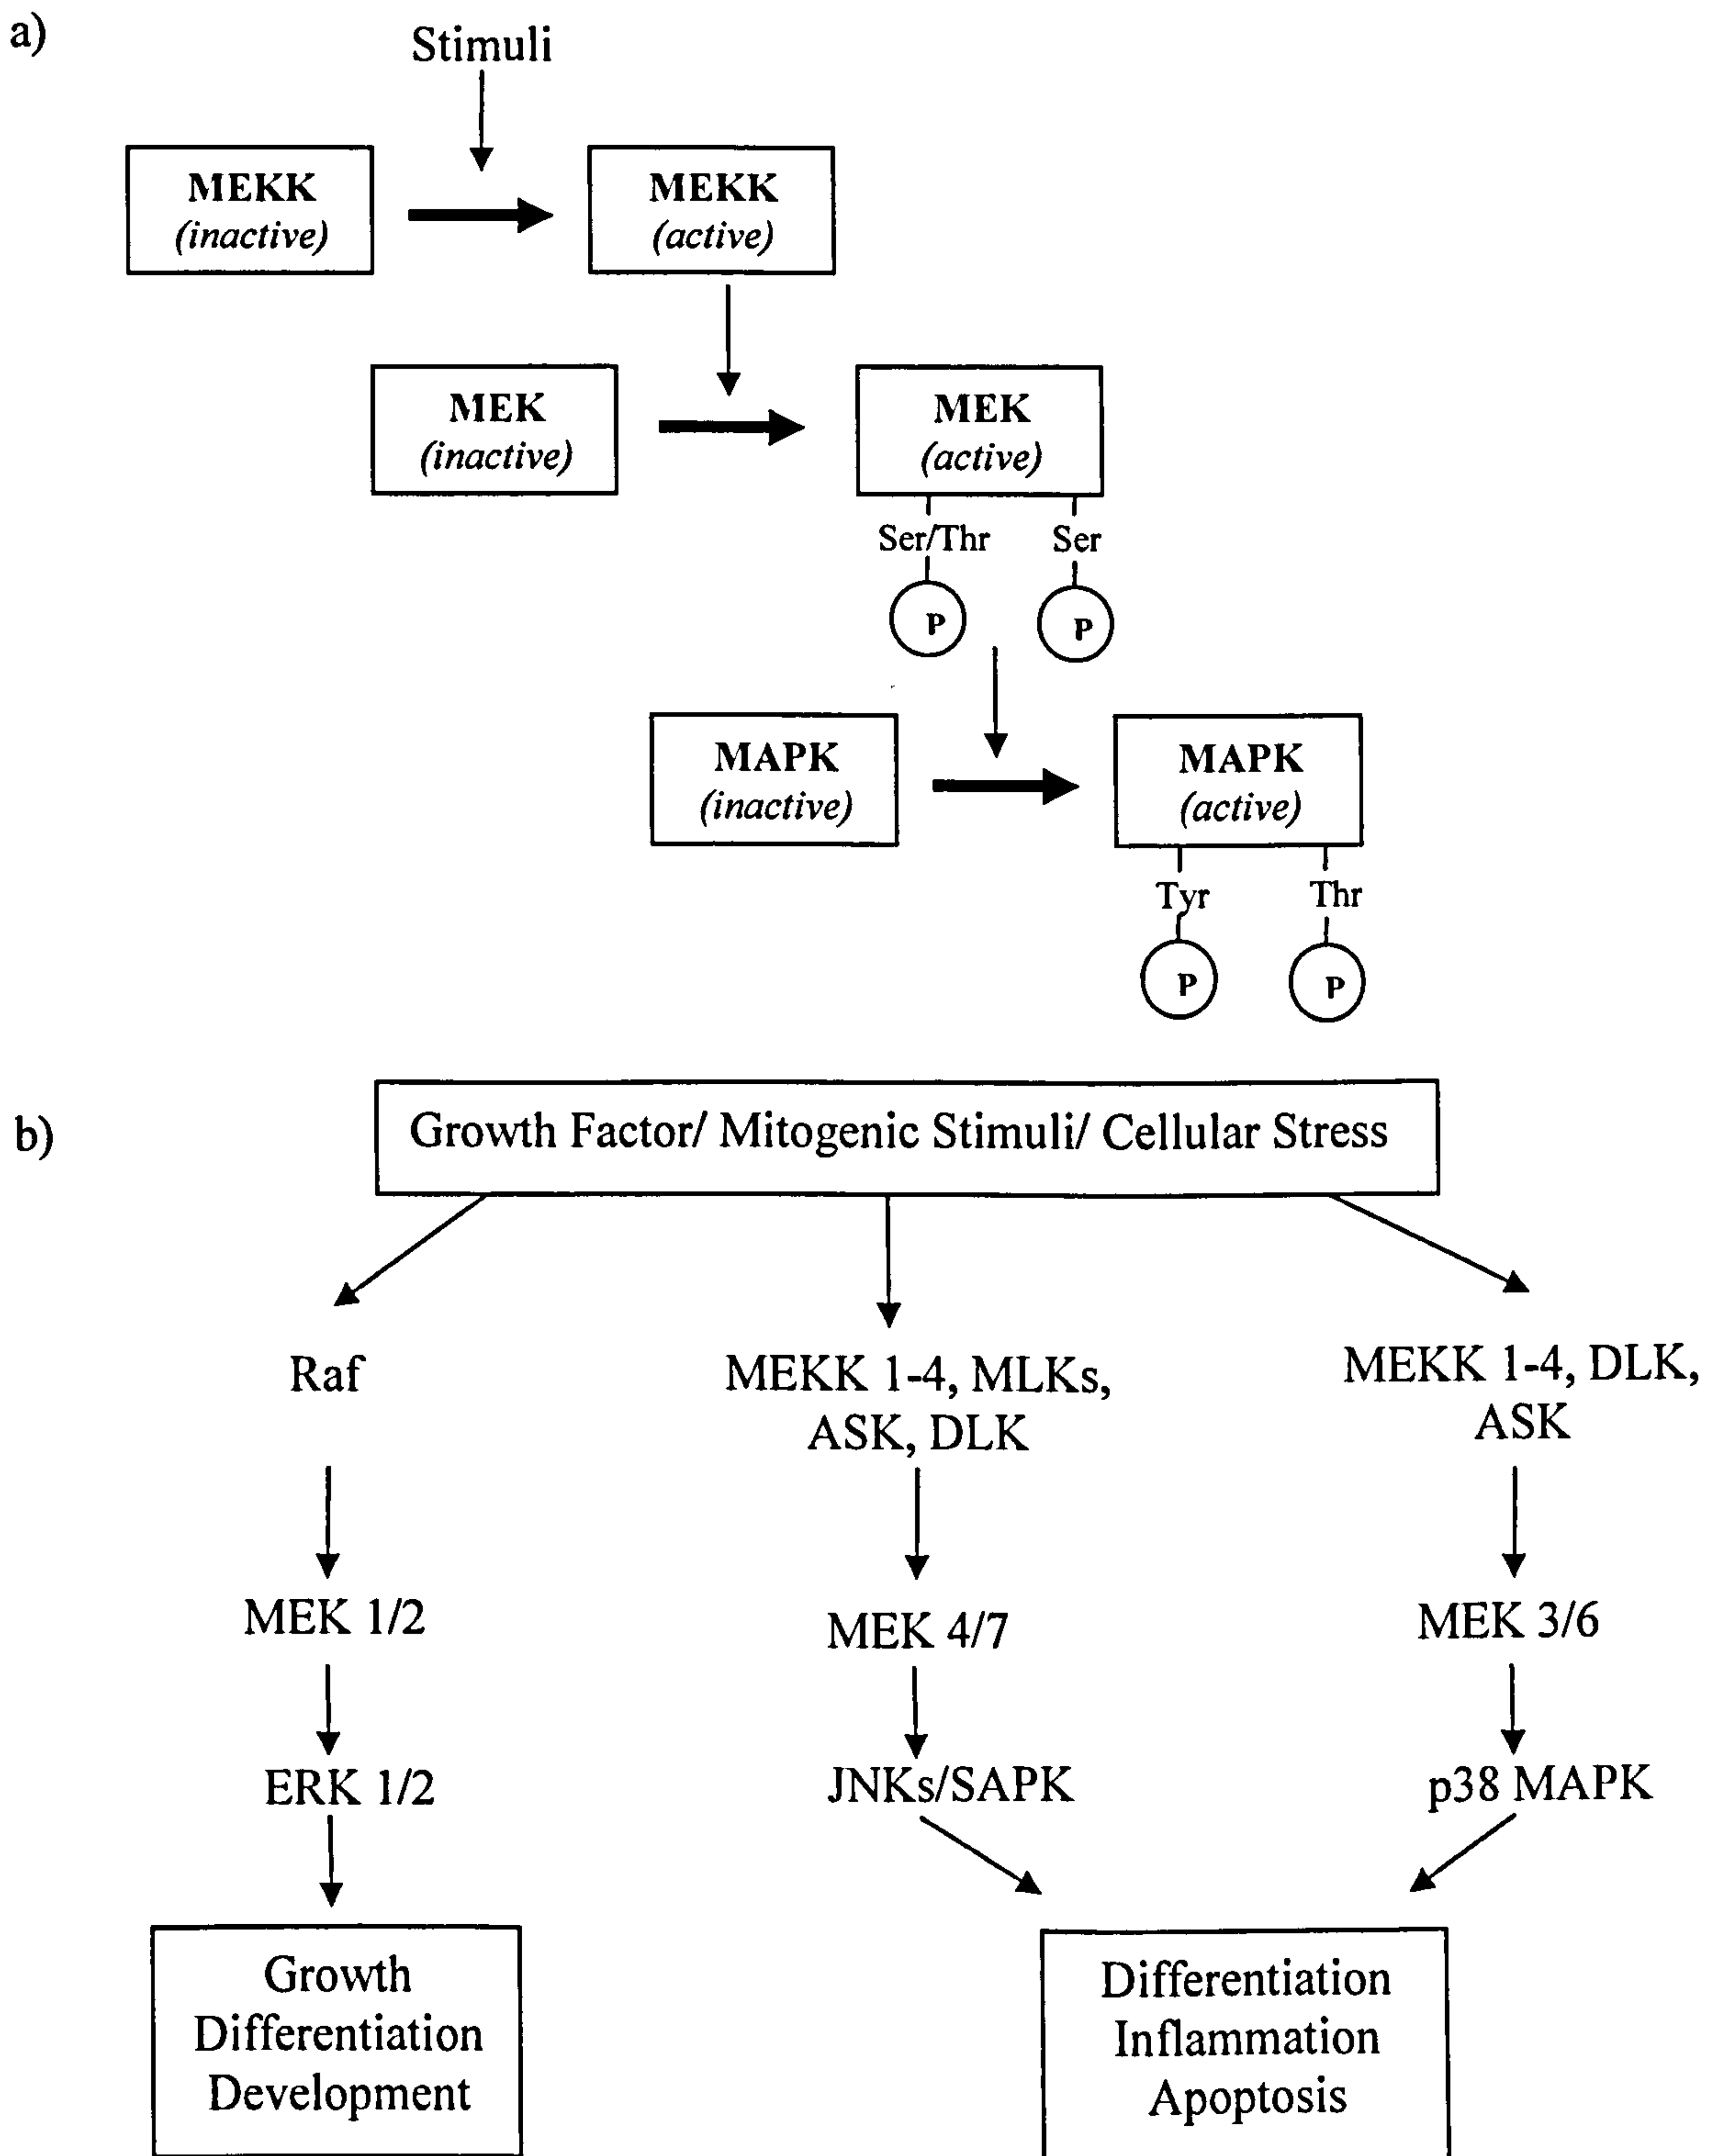 a)
Stimuli
MEKK
(inactive)
MEKK
(active)
MEK
(inactive)
MEK
(active)
Ser/Thr
Ser
P
P
MAPK
(inactive)
MAPK
(active)
Tyr
Thr
P
P
b)
Growth Factor/ Mitogenic Stimuli/ Cellular Stress
Raf
MEKK 1-4, MLKs,
ASK, DLK
MEKK 1-4, DLK,
ASK
MEK 1/2
MEK 4/7
MEK 3/6
ERK 1/2
JNKs/SAPK
p38 MAPK
Growth
Differentiation
Development
Differentiation
Inflammation
Apoptosis